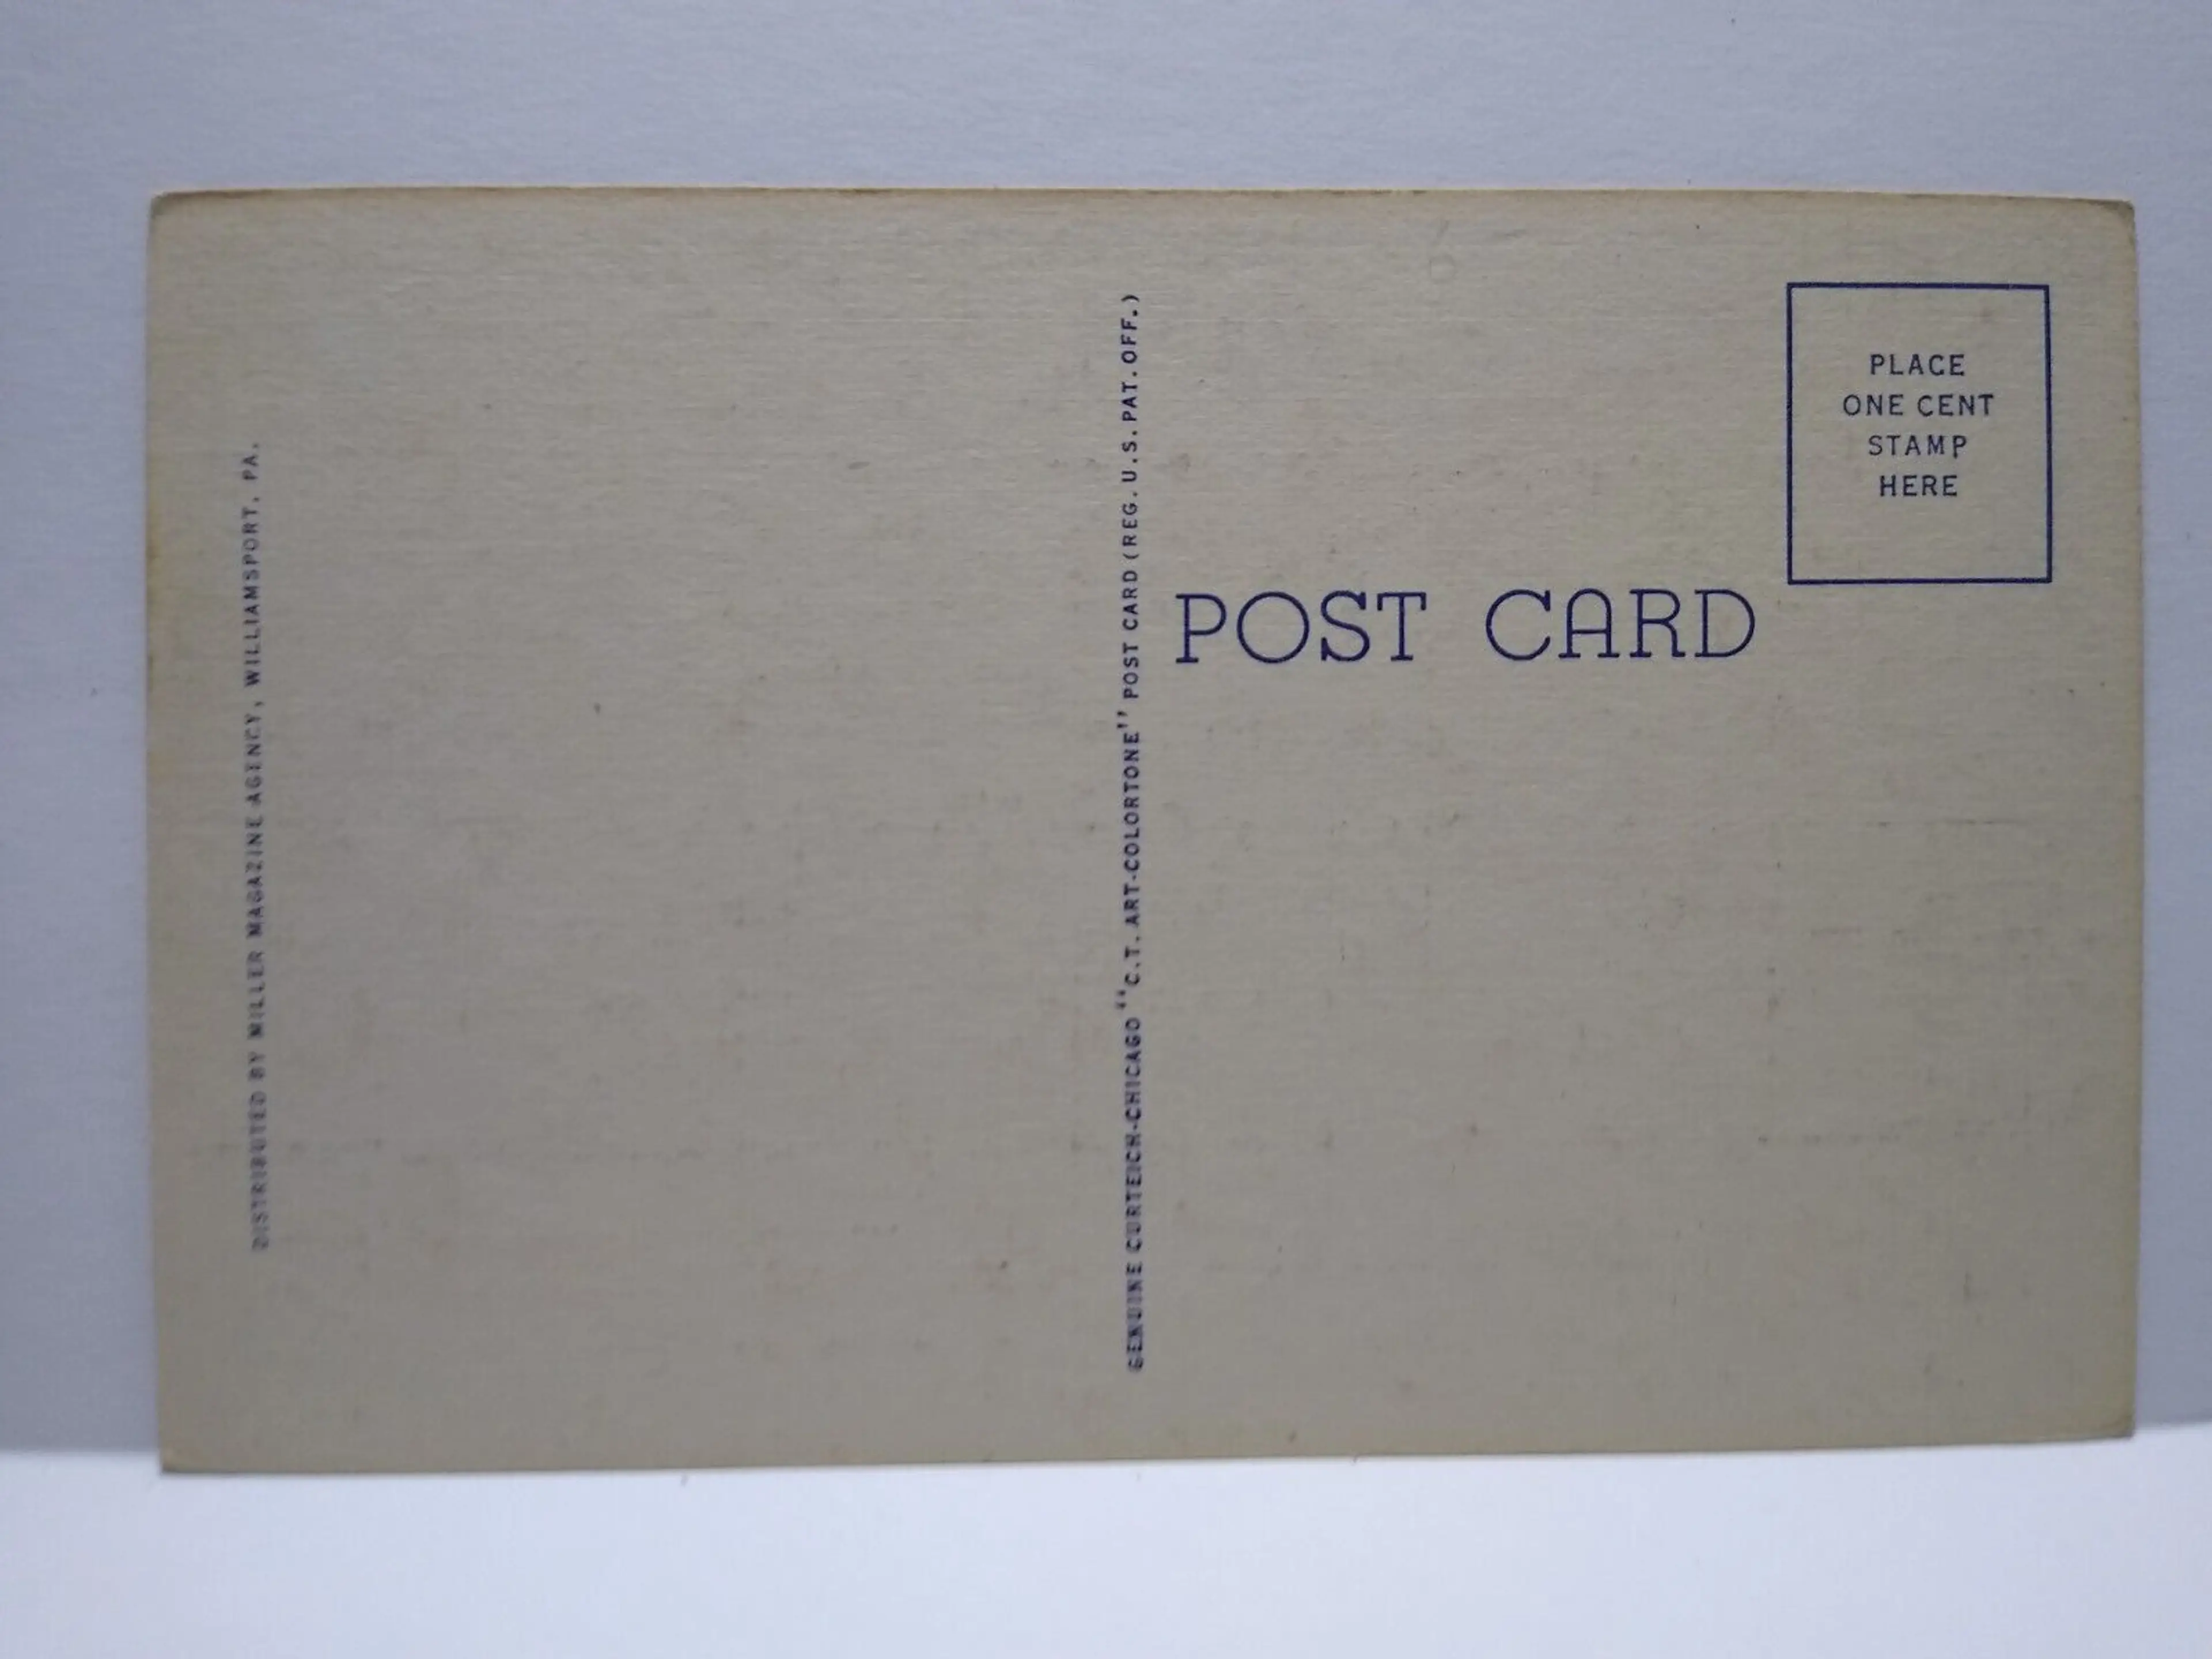 DISTRIBUTED BY MILLER MAGAZINE AGENCY, WILLIAMSPORT, PA.
GENUINE CURTEICH-CHICAGO "C.T. ART-COLORTONE" POST CARD (REG. U.S. PAT. OFF.)
POST CARD
PLACE
ONE CENT
STAMP
HERE